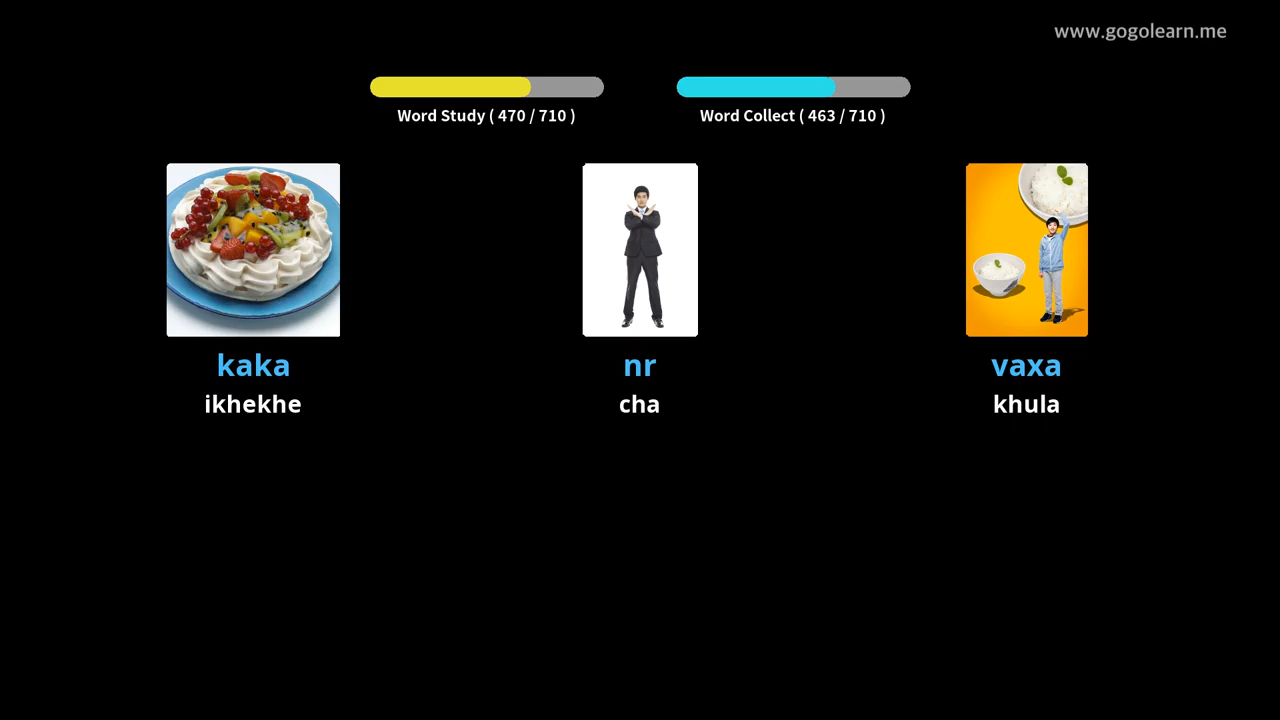 www.gogolearn.me
Word Study ( 470 / 710 )
Word Collect ( 463 / 710 )
kaka
nr
vaxa
ikhekhe
cha
khula